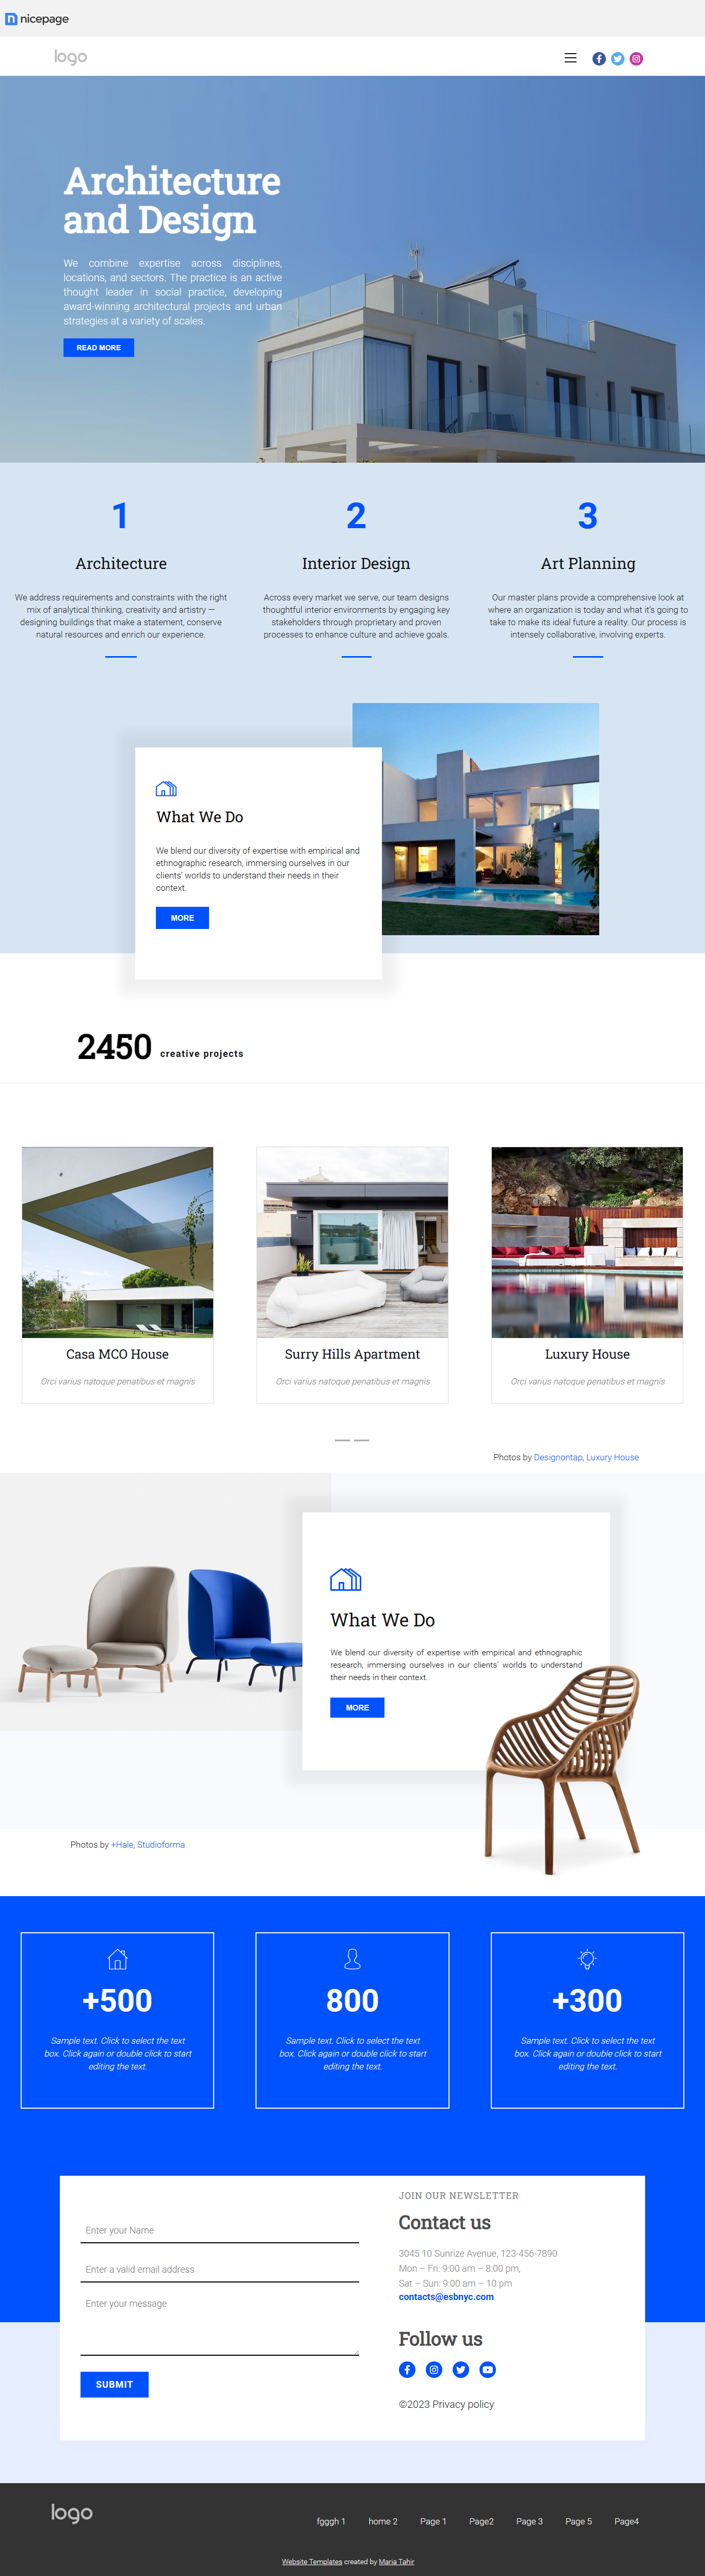 nicepage
logo
Architecture
and Design
We combine expertise across disciplines,
locations, and sectors. The practice is an active
thought leader in social practice, developing
award-winning architectural projects and urban
strategies at a variety of scales.
READ MORE
1
Architecture
We address requirements and constraints with the right
mix of analytical thinking, creativity and artistry —
designing buildings that make a statement, conserve
natural resources and enrich our experience.
2
Interior Design
Across every market we serve, our team designs
thoughtful interior environments by engaging key
stakeholders through proprietary and proven
processes to enhance culture and achieve goals.
3
Art Planning
Our master plans provide a comprehensive look at
where an organization is today and what it's going to
take to make its ideal future a reality. Our process is
intensely collaborative, involving experts.
What We Do
We blend our diversity of expertise with empirical and
ethnographic research, immersing ourselves in our
clients' worlds to understand their needs in their
context.
MORE
2450 creative projects
Casa MCO House
Orci varius natoque penatibus et magnis
Surry Hills Apartment
Orci varius natoque penatibus et magnis
Luxury House
Orci varius natoque penatibus et magnis
Photos by Designontap, Luxury House
What We Do
We blend our diversity of expertise with empirical and ethnographic
research, immersing ourselves in our clients' worlds to understand
their needs in their context.
MORE
Photos by +Hale, Studioforma
+500
Sample text. Click to select the text
box. Click again or double click to start
editing the text.
800
Sample text. Click to select the text
box. Click again or double click to start
editing the text.
+300
Sample text. Click to select the text
box. Click again or double click to start
editing the text.
Enter your Name
Enter a valid email address
Enter your message
SUBMIT
JOIN OUR NEWSLETTER
Contact us
3045 10 Sunrize Avenue, 123-456-7890
Mon – Fri: 9:00 am – 8:00 pm,
Sat – Sun: 9:00 am – 10 pm
contacts@esbnyc.com
Follow us
©2023 Privacy policy
logo
fgggh 1 home 2 Page 1 Page2 Page 3 Page 5 Page4
Website Templates created by Maria Tahir